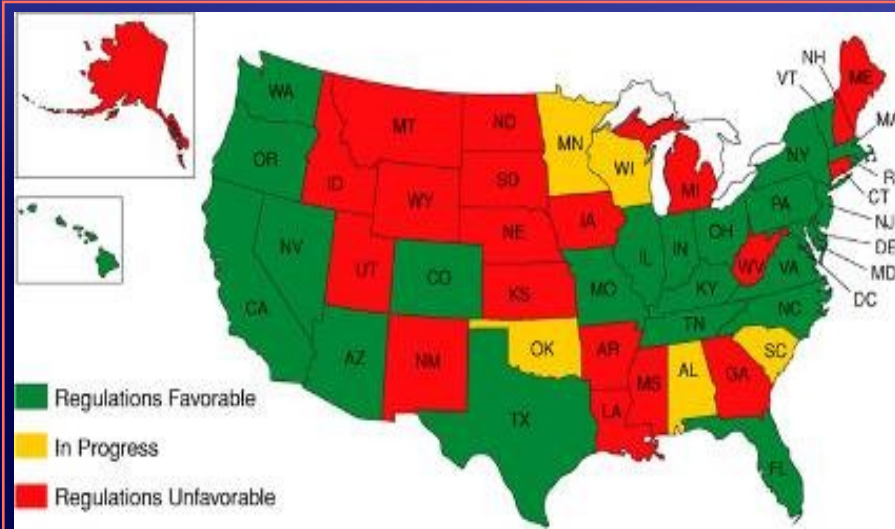 NH
VT
WA
MT
ND
MN
ME
MA
OR
ID
SD
WI
NY
WY
MI
CT
NE
IA
PA
NJ
NV
UT
CO
IL
IN
OH
DE
WV
VA
MD
CA
KS
MO
KY
DC
NC
AZ
NM
OK
AR
TN
SC
MS
AL
GA
TX
LA
FL
Regulations Favorable
In Progress
Regulations Unfavorable